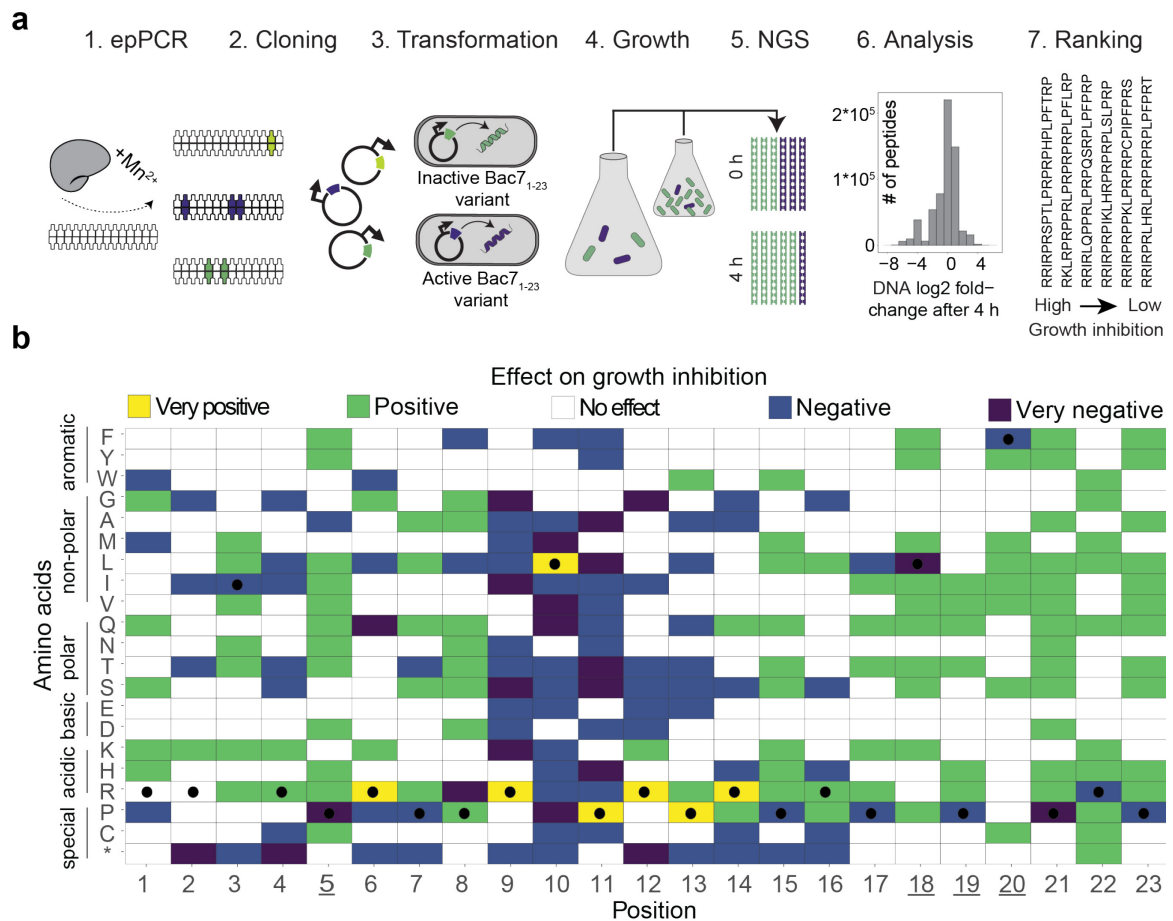 a
1. epPCR 2. Cloning 3. Transformation 4. Growth 5. NGS 6. Analysis 7. Ranking
+Mn2+
Inactive Bac71-23
variant
Active Bac71-23
variant
0 h
4 h
# of peptides
2*10^5
1*10^5
0
−8 −4 0 4
DNA log2 fold−
change after 4 h
RRIRPRSPTLPRPRPHPLPFTRP
RKLRPRPPRLPRPRPRPLPFLRP
RRIRLQPPRLPRPQSRPLPFPRP
RRIRPRPIKLHRPRPRPLSLPRP
RRIRPRPPKLPRPRPCPIPFPRS
RRIRPRRLHRLPRPRPRPLPFPRT
High Low
Growth inhibition
b
Effect on growth inhibition
Very positive Positive No effect Negative Very negative
Amino acids
aromatic
F
Y
W
non-polar
G
A
M
L
I
V
polar
Q
N
T
S
basic
E
D
acidic
K
H
R
special
P
C
*
1 2 3 4 5 6 7 8 9 10 11 12 13 14 15 16 17 18 19 20 21 22 23
Position